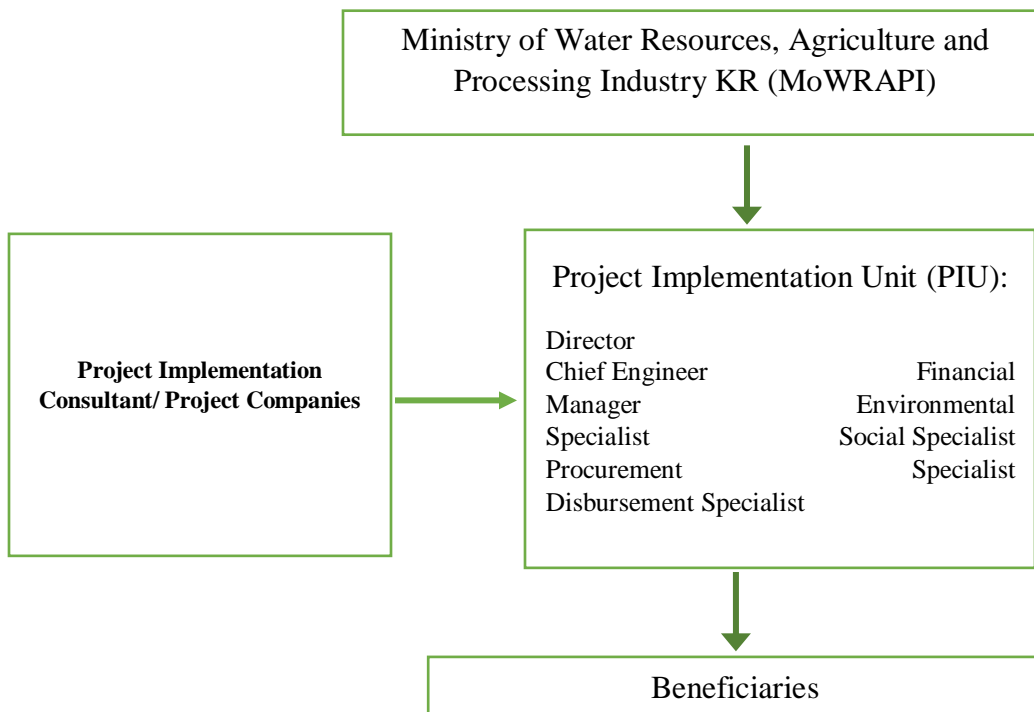 Ministry of Water Resources, Agriculture and
Processing Industry KR (MoWRAPI)
Project Implementation
Consultant/ Project Companies
Project Implementation Unit (PIU):
Director
Chief Engineer Financial
Manager Environmental
Specialist Social Specialist
Procurement Specialist
Disbursement Specialist
Beneficiaries